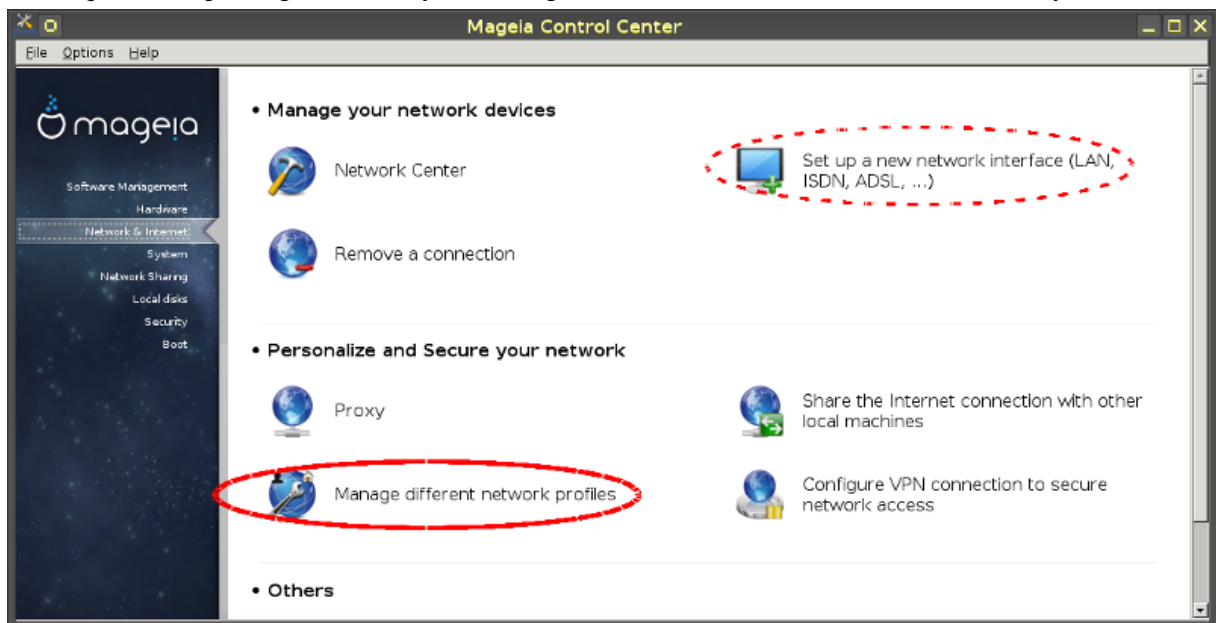 Mageia Control Center
File Options Help
mageia
Software Management
Hardware
Network & Internet
System
Network Sharing
Local disks
Security
Boot
• Manage your network devices
Network Center
Set up a new network interface (LAN,
ISDN, ADSL, ...)
Remove a connection
• Personalize and Secure your network
Proxy
Share the Internet connection with other
local machines
Manage different network profiles
Configure VPN connection to secure
network access
• Others